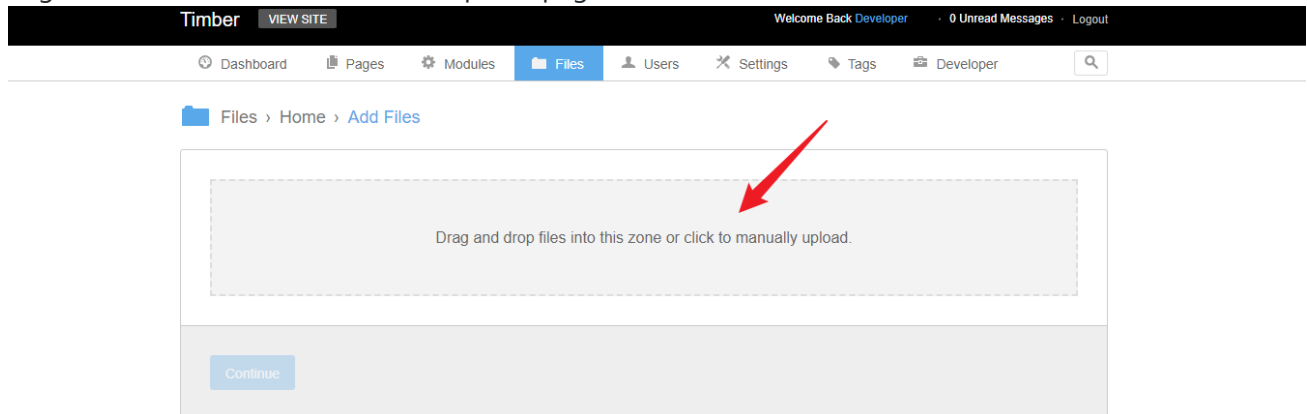 Timber VIEW SITE Welcome Back Developer · 0 Unread Messages · Logout
Dashboard Pages Modules Files Users Settings Tags Developer
Files › Home › Add Files
Drag and drop files into this zone or click to manually upload.
Continue